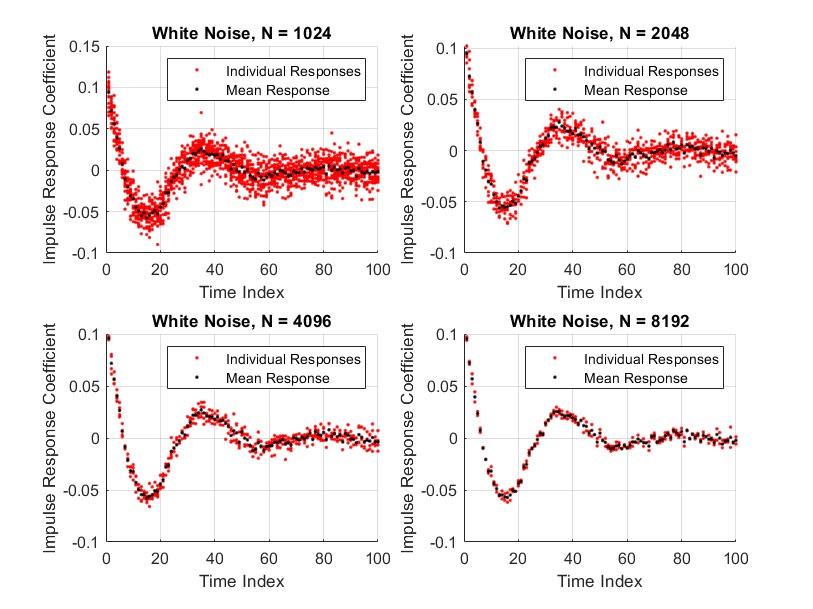 White Noise, N = 1024
Impulse Response Coefficient
0.15
0.1
0.05
0
-0.05
-0.1
Individual Responses
Mean Response
0 20 40 60 80 100
Time Index
White Noise, N = 2048
Impulse Response Coefficient
0.1
0.05
0
-0.05
-0.1
Individual Responses
Mean Response
0 20 40 60 80 100
Time Index
White Noise, N = 4096
Impulse Response Coefficient
0.1
0.05
0
-0.05
-0.1
Individual Responses
Mean Response
0 20 40 60 80 100
Time Index
White Noise, N = 8192
Impulse Response Coefficient
0.1
0.05
0
-0.05
-0.1
Individual Responses
Mean Response
0 20 40 60 80 100
Time Index